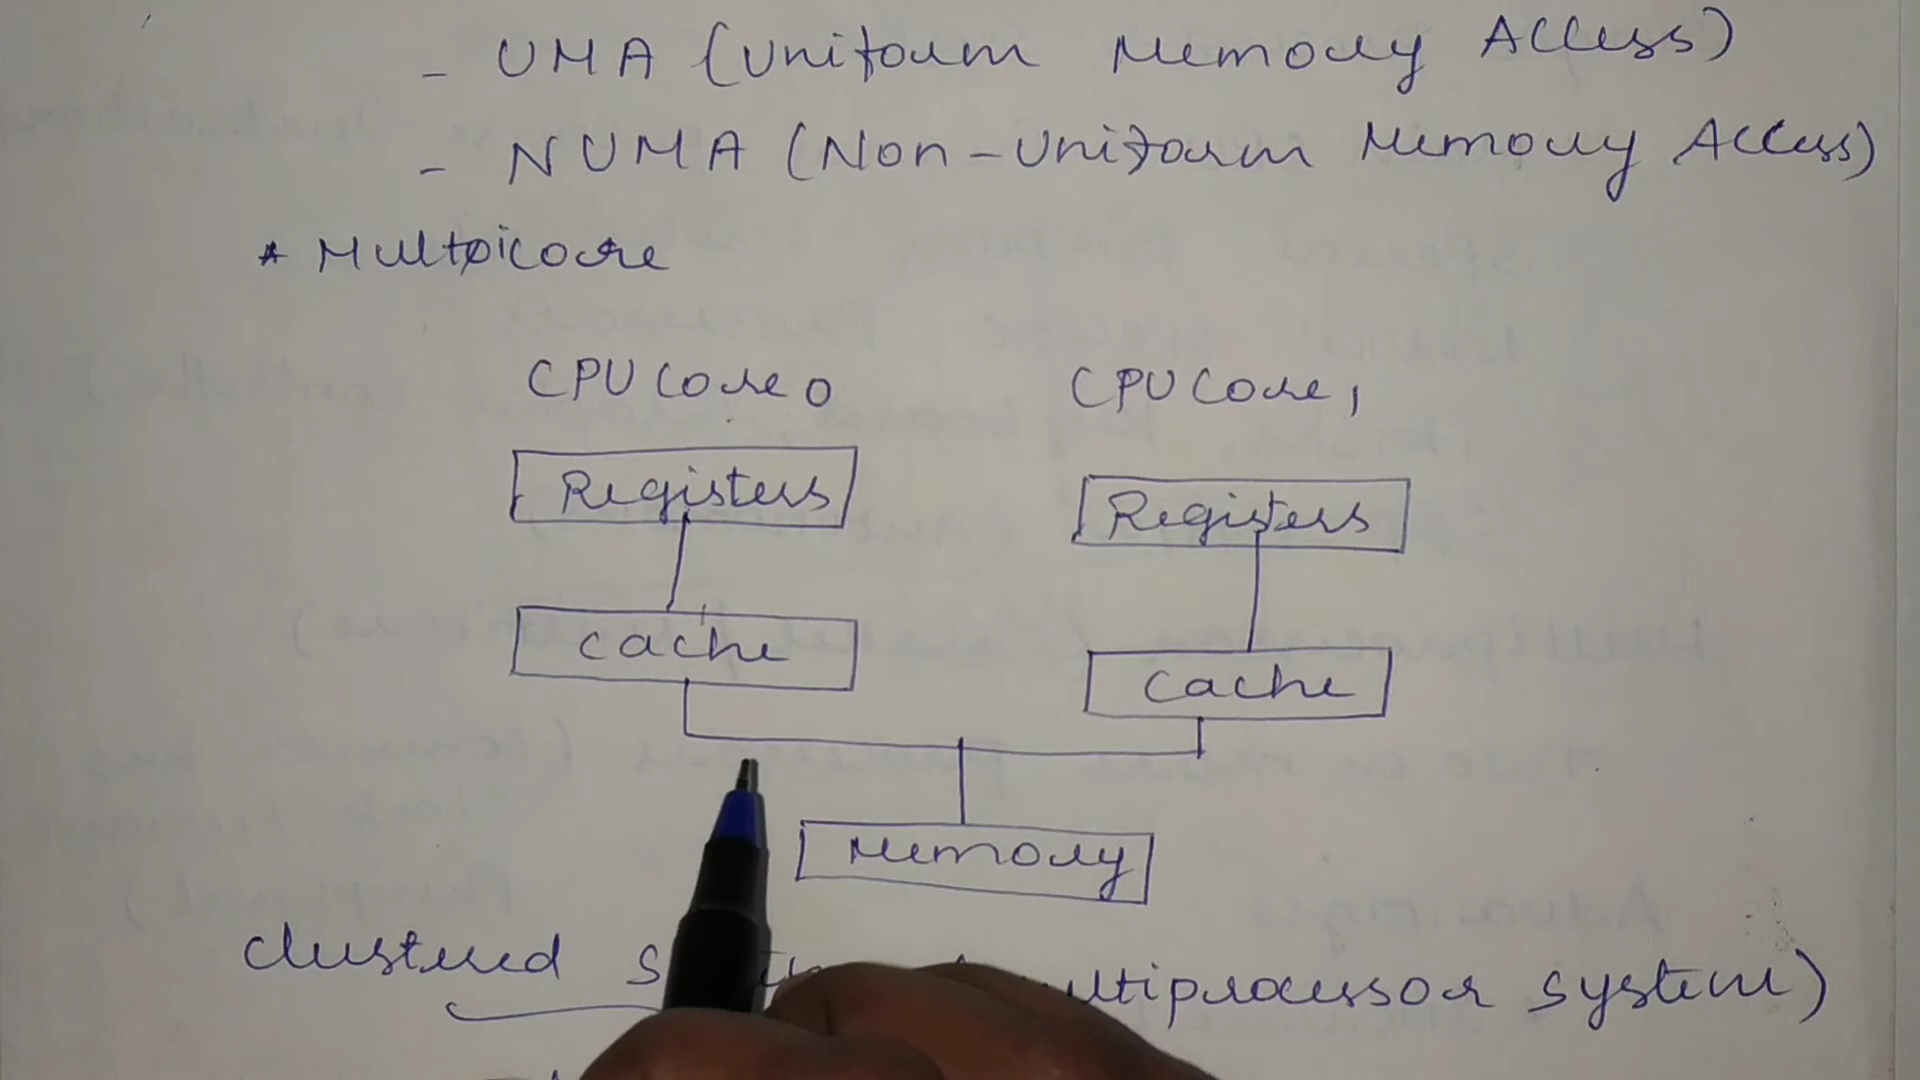 - UMA (Uniform Memory Access)
- NUMA (Non-Uniform Memory Access)
* Multicore
CPU Core 0 CPU Core 1
Registers Registers
Cache Cache
Memory
Clustered multiprocessor system)